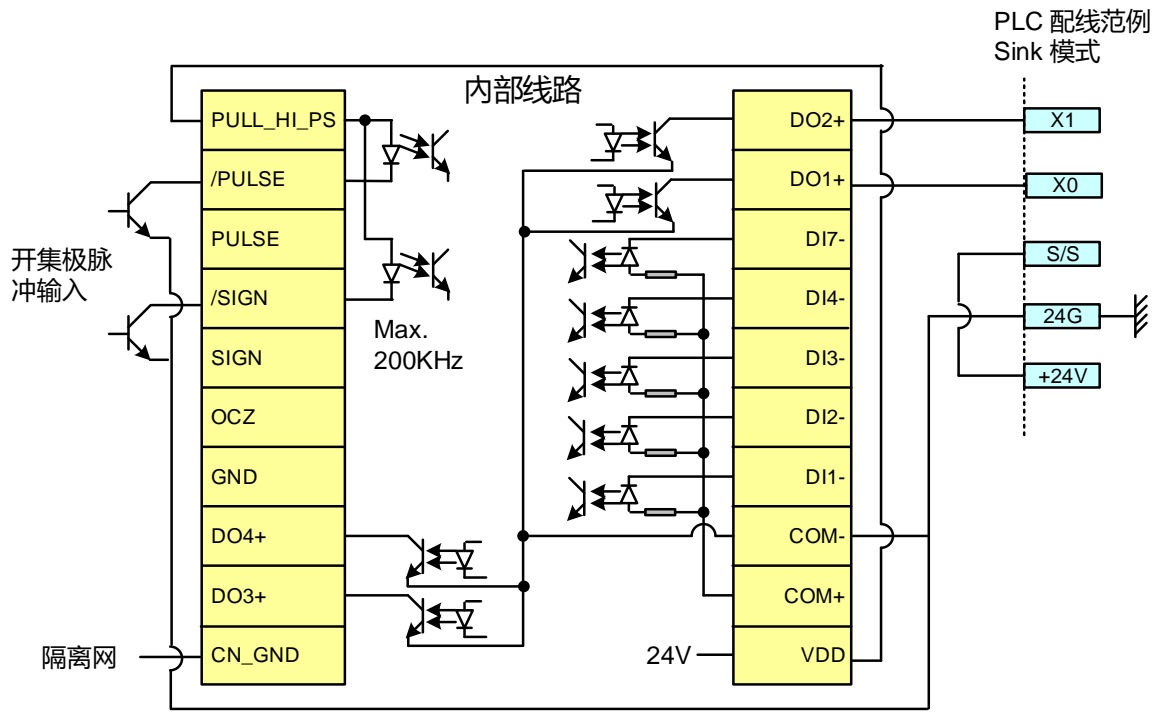 PLC 配线范例
Sink 模式
内部线路
PULL_HI_PS
/PULSE
PULSE
/SIGN
SIGN
OCZ
GND
DO4+
DO3+
CN_GND
开集极脉
冲输入
隔离网
Max.
200KHz
DO2+
DO1+
DI7-
DI4-
DI3-
DI2-
DI1-
COM-
COM+
VDD
24V
X1
X0
S/S
24G
+24V